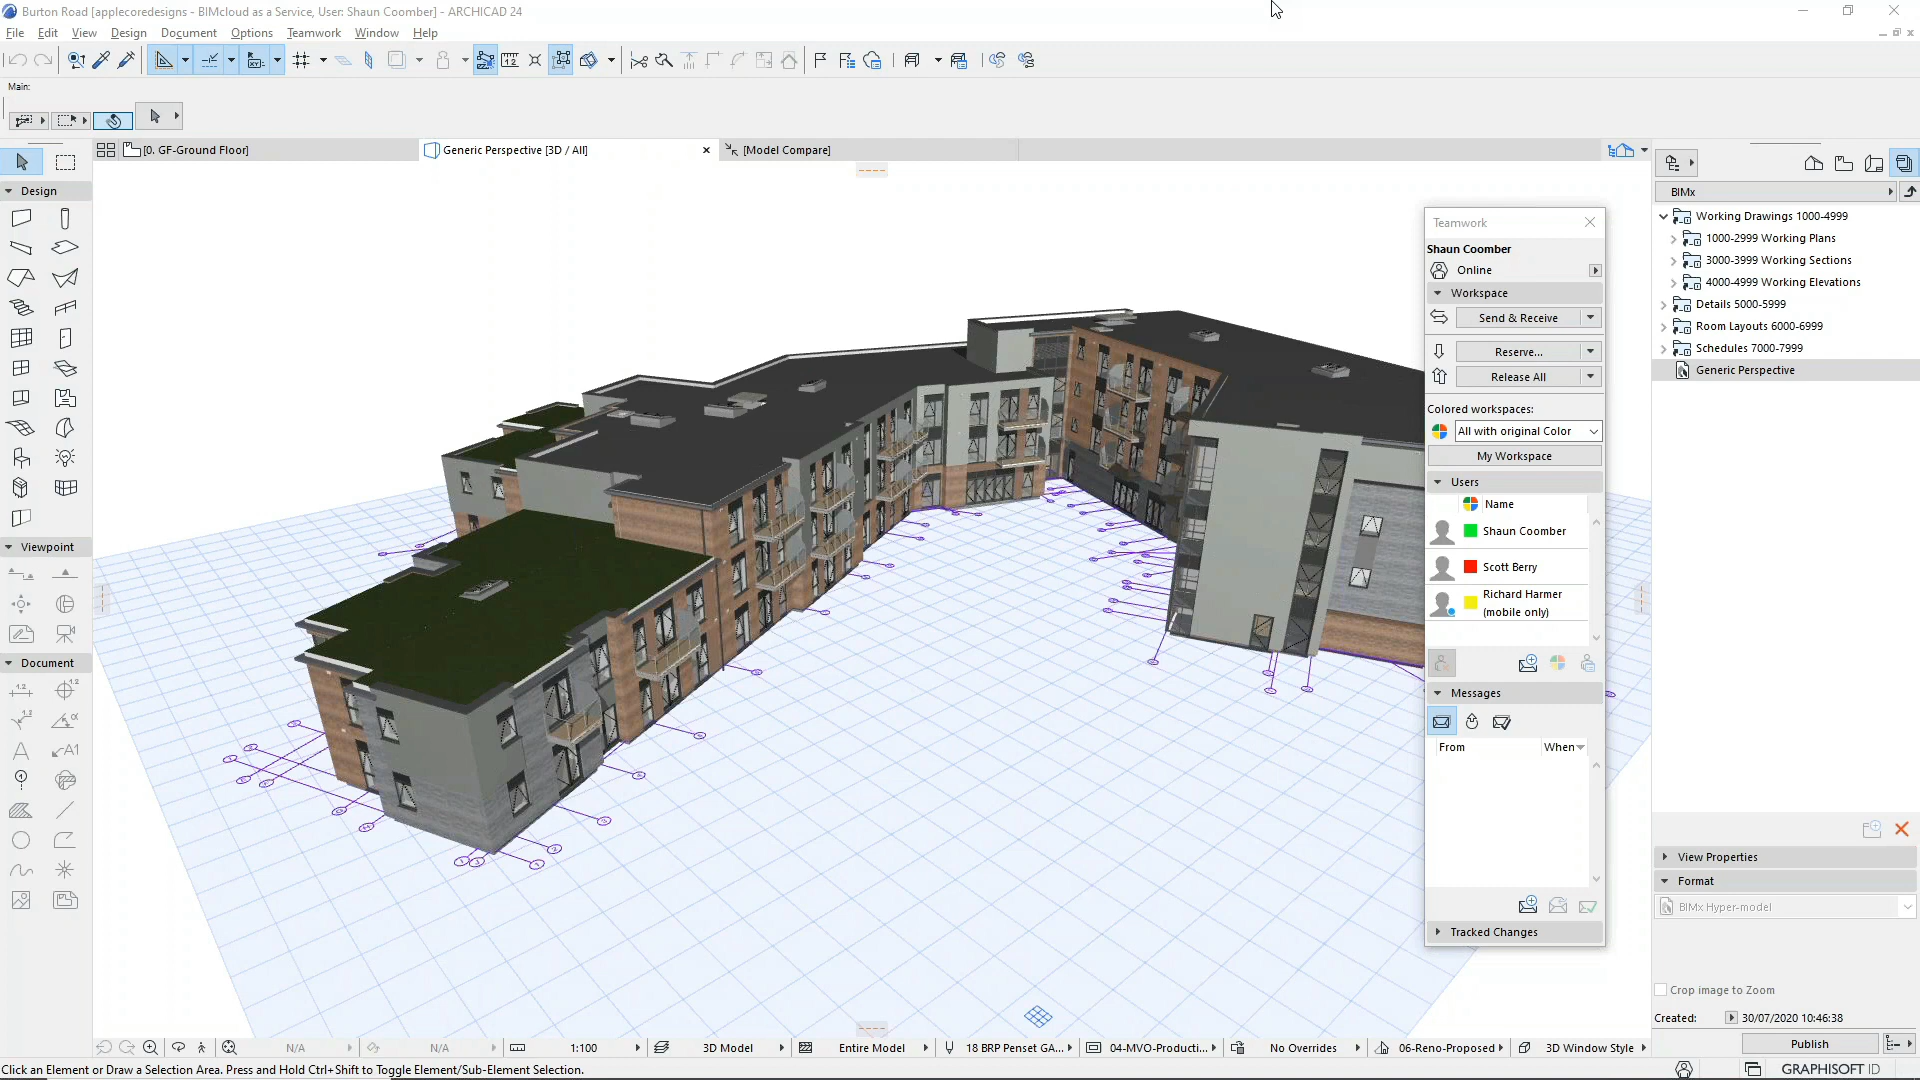 Burton Road [applecoredesigns - BIMcloud as a Service, User: Shaun Coomber] - ARCHICAD 24
File Edit View Design Document Options Teamwork Window Help
Main:
[0. GF-Ground Floor]
Generic Perspective [3D / All]
[Model Compare]
Design
Viewpoint
Document
Teamwork
Shaun Coomber
Online
Workspace
Send & Receive
Reserve...
Release All
Colored workspaces:
All with original Color
My Workspace
Users
Name
Shaun Coomber
Scott Berry
Richard Harmer
(mobile only)
Messages
From When
Tracked Changes
BIMx
Working Drawings 1000-4999
1000-2999 Working Plans
3000-3999 Working Sections
4000-4999 Working Elevations
Details 5000-5999
Room Layouts 6000-6999
Schedules 7000-7999
Generic Perspective
View Properties
Format
BIMx Hyper-model
Crop image to Zoom
Created: 30/07/2020 10:46:38
Publish
N/A N/A 1:100 3D Model Entire Model 18 BRP Penset GA... 04-MVO-Producti... No Overrides 06-Reno-Proposed 3D Window Style
Click an Element or Draw a Selection Area. Press and Hold Ctrl+Shift to Toggle Element/Sub-Element Selection.
GRAPHISOFT ID